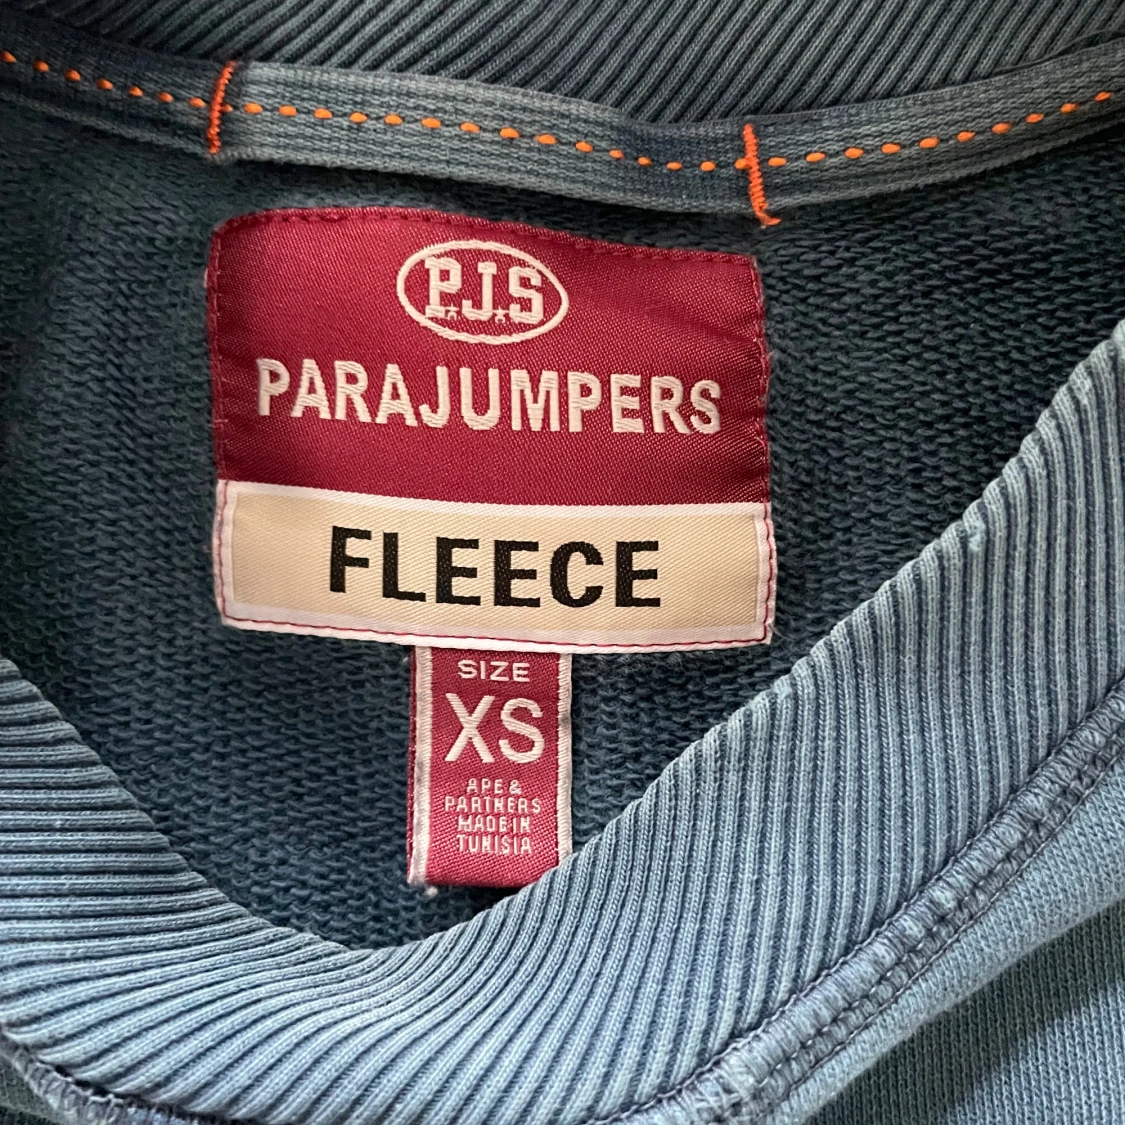 P.J.S
PARAJUMPERS
FLEECE
SIZE
XS
APE &
PARTNERS
MADE IN
TUNISIA